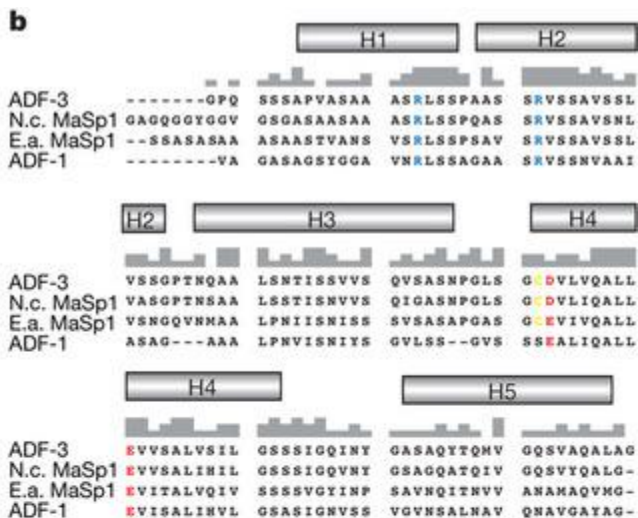 b
H1 H2
ADF-3 -------GPQ SSSAPVASAA ASRLSSPAAS SRVSSAVSSL
N.c. MaSp1 GAGQGGYGGV GSGASAASAA ASRLSSPQAS SRVSSAVSNL
E.a. MaSp1 --SSASASAA ASAASTVANS VSRLSSPSAV SRVSSAVSSL
ADF-1 --------VA GASAGSYGGA VNRLSSAGAA SRVSSNVAAI
H2 H3 H4
ADF-3 VSSGPTNQAA LSNTISSVVS QVSASNPGLS GCDVLVQALL
N.c. MaSp1 VASGPTNSAA LSSTISNVVS QIGASNPGLS GCDVLIQALL
E.a. MaSp1 VSNGQVNMAA LPNIISNISS SVSASAPGAS GCEVIVQALL
ADF-1 ASAG---AAA LPNVISNIYS GVLSS--GVS SSEALIQALL
H4 H5
ADF-3 EVVSALVSIL GSSSIGQINY GASAQYTQMV GQSVAQALAG
N.c. MaSp1 EVVSALIHIL GSSSIGQINY GSAGQATQIV GQSVYQALG-
E.a. MaSp1 EVITALVQIV SSSSVGYINP SAVNQITNVV ANAMAQVMG-
ADF-1 EVISALIHVL GSASIGNVSS VGVNSALNAV QNAVGAYAG-